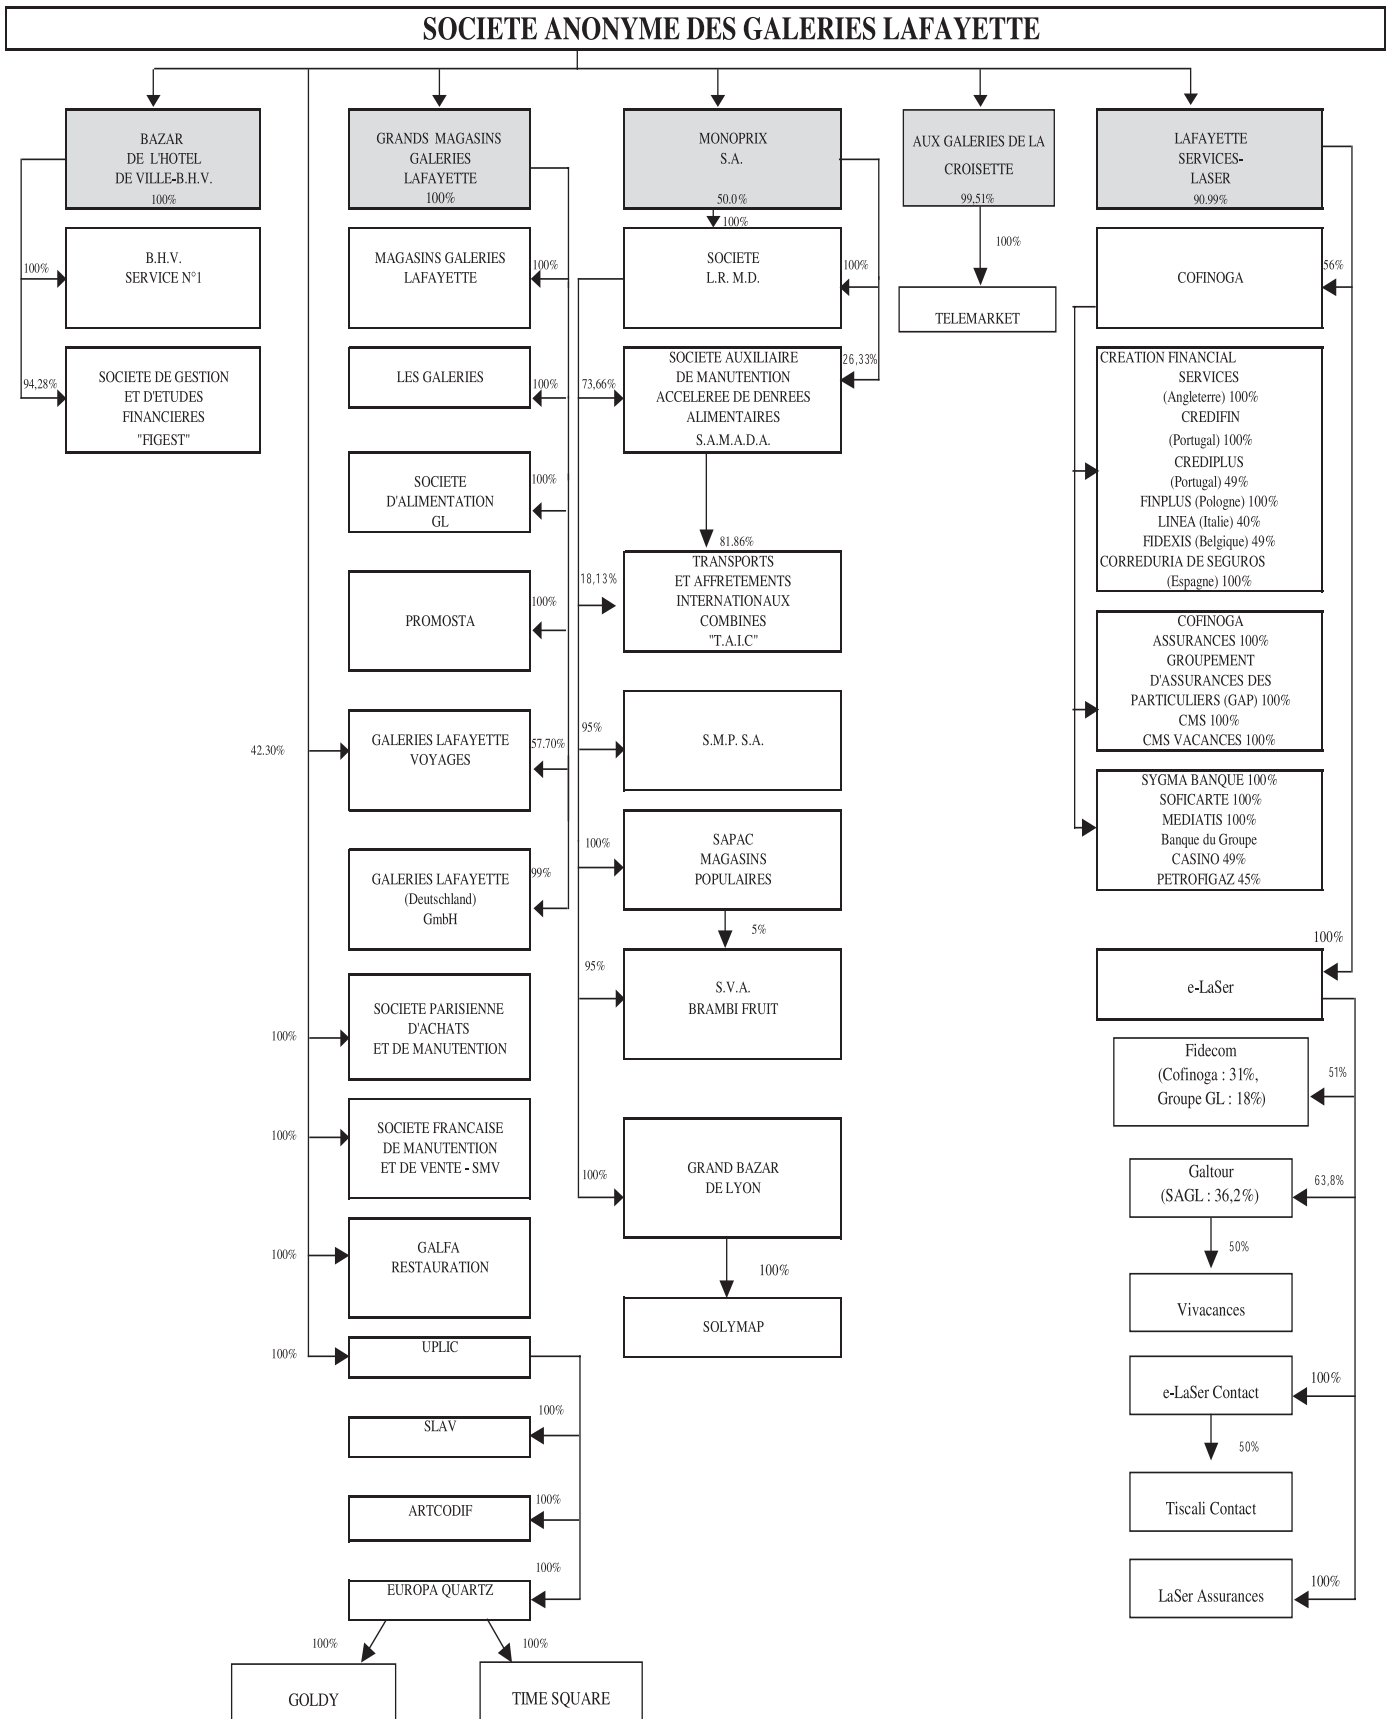 SOCIETE ANONYME DES GALERIES LAFAYETTE
BAZAR
DE L'HOTEL
DE VILLE-B.H.V.
100%
100%
B.H.V.
SERVICE N°1
94,28%
SOCIETE DE GESTION
ET D'ETUDES
FINANCIERES
"FIGEST"
GRANDS MAGASINS
GALERIES
LAFAYETTE
100%
MAGASINS GALERIES
LAFAYETTE
100%
LES GALERIES
100%
SOCIETE
D'ALIMENTATION
GL
100%
PROMOSTA
100%
42.30%
GALERIES LAFAYETTE
VOYAGES
57.70%
GALERIES LAFAYETTE
(Deutschland)
GmbH
99%
100%
SOCIETE PARISIENNE
D'ACHATS
ET DE MANUTENTION
100%
SOCIETE FRANCAISE
DE MANUTENTION
ET DE VENTE - SMV
100%
GALFA
RESTAURATION
100%
UPLIC
SLAV
100%
ARTCODIF
100%
EUROPA QUARTZ
100%
100%
100%
GOLDY
TIME SQUARE
MONOPRIX
S.A.
50.0%
100%
SOCIETE
L.R. M.D.
100%
73,66%
SOCIETE AUXILIAIRE
DE MANUTENTION
ACCELEREE DE DENREES
ALIMENTAIRES
S.A.M.A.D.A.
26,33%
81.86%
18,13%
TRANSPORTS
ET AFFRETEMENTS
INTERNATIONAUX
COMBINES
"T.A.I.C"
95%
S.M.P. S.A.
100%
SAPAC
MAGASINS
POPULAIRES
5%
95%
S.V.A.
BRAMBI FRUIT
100%
GRAND BAZAR
DE LYON
100%
SOLYMAP
AUX GALERIES DE LA
CROISETTE
99,51%
100%
TELEMARKET
LAFAYETTE
SERVICES-
LASER
90.99%
COFINOGA
56%
CREATION FINANCIAL
SERVICES
(Angleterre) 100%
CREDIFIN
(Portugal) 100%
CREDIPLUS
(Portugal) 49%
FINPLUS (Pologne) 100%
LINEA (Italie) 40%
FIDEXIS (Belgique) 49%
CORREDURIA DE SEGUROS
(Espagne) 100%
COFINOGA
ASSURANCES 100%
GROUPEMENT
D'ASSURANCES DES
PARTICULIERS (GAP) 100%
CMS 100%
CMS VACANCES 100%
SYGMA BANQUE 100%
SOFICARTE 100%
MEDIATIS 100%
Banque du Groupe
CASINO 49%
PETROFIGAZ 45%
100%
e-LaSer
Fidecom
(Cofinoga : 31%,
Groupe GL : 18%)
51%
Galtour
(SAGL : 36,2%)
63,8%
50%
Vivacances
e-LaSer Contact
100%
50%
Tiscali Contact
LaSer Assurances
100%